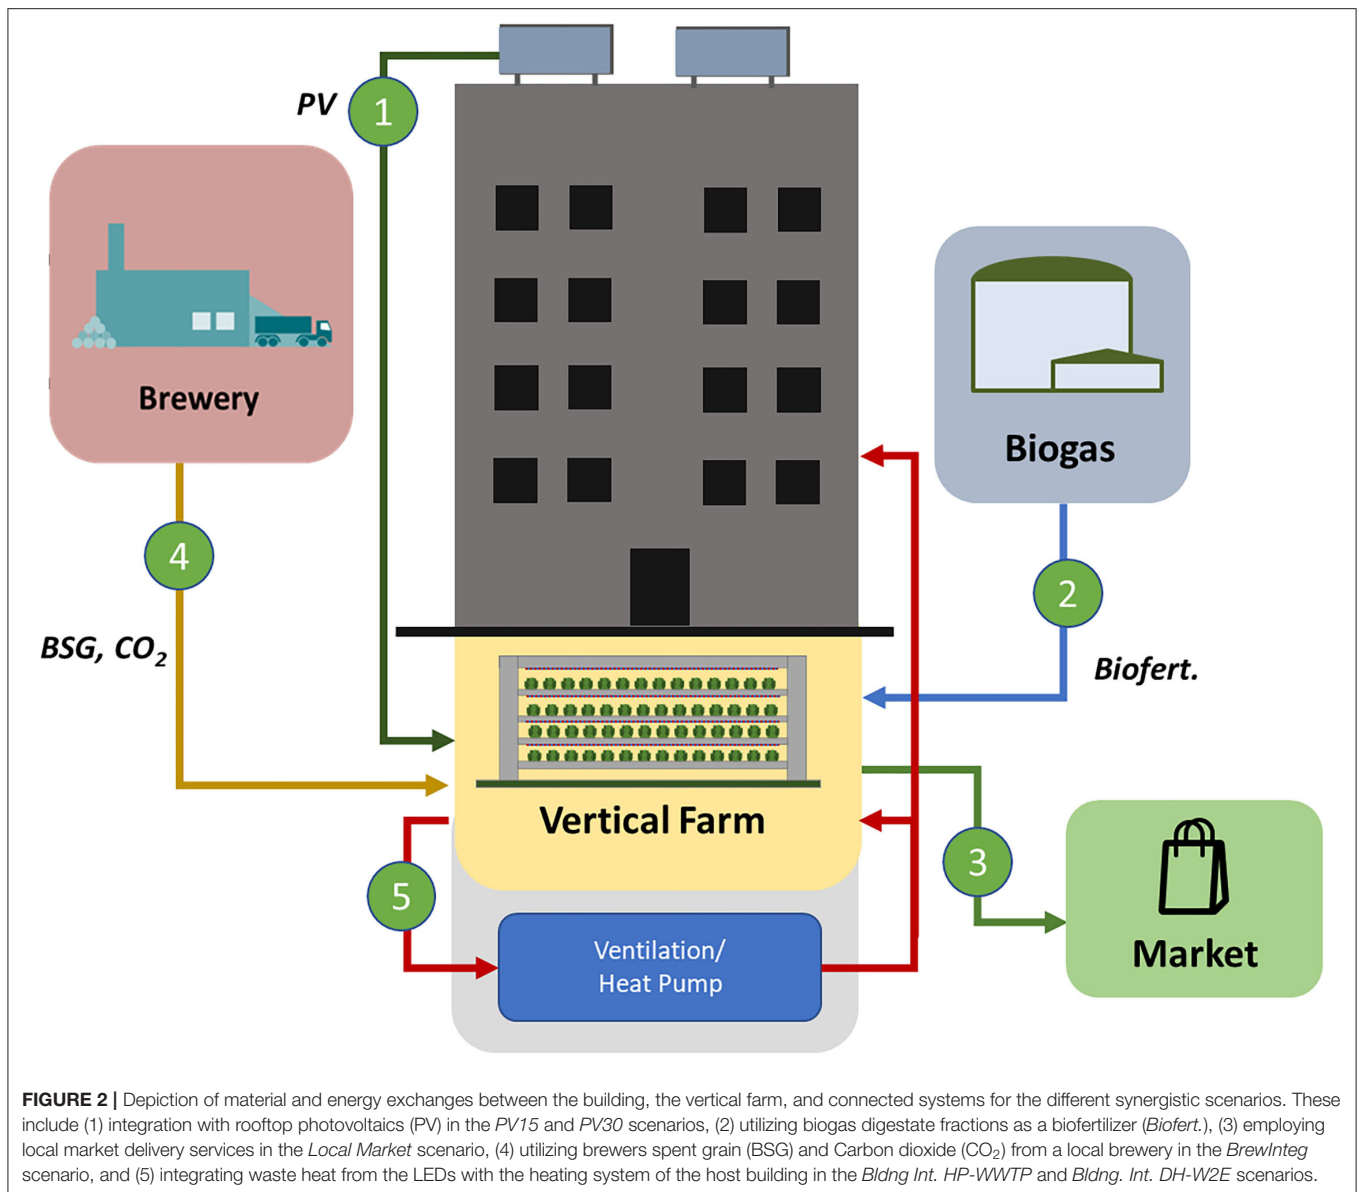 PV
1
Brewery
Biogas
4
2
BSG, CO₂
Biofert.
Vertical Farm
3
5
Ventilation/
Heat Pump
Market
FIGURE 2 | Depiction of material and energy exchanges between the building, the vertical farm, and connected systems for the different synergistic scenarios. These
include (1) integration with rooftop photovoltaics (PV) in the PV15 and PV30 scenarios, (2) utilizing biogas digestate fractions as a biofertilizer (Biofert.), (3) employing
local market delivery services in the Local Market scenario, (4) utilizing brewers spent grain (BSG) and Carbon dioxide (CO₂) from a local brewery in the BrewInteg
scenario, and (5) integrating waste heat from the LEDs with the heating system of the host building in the Bldng Int. HP-WWTP and Bldng. Int. DH-W2E scenarios.